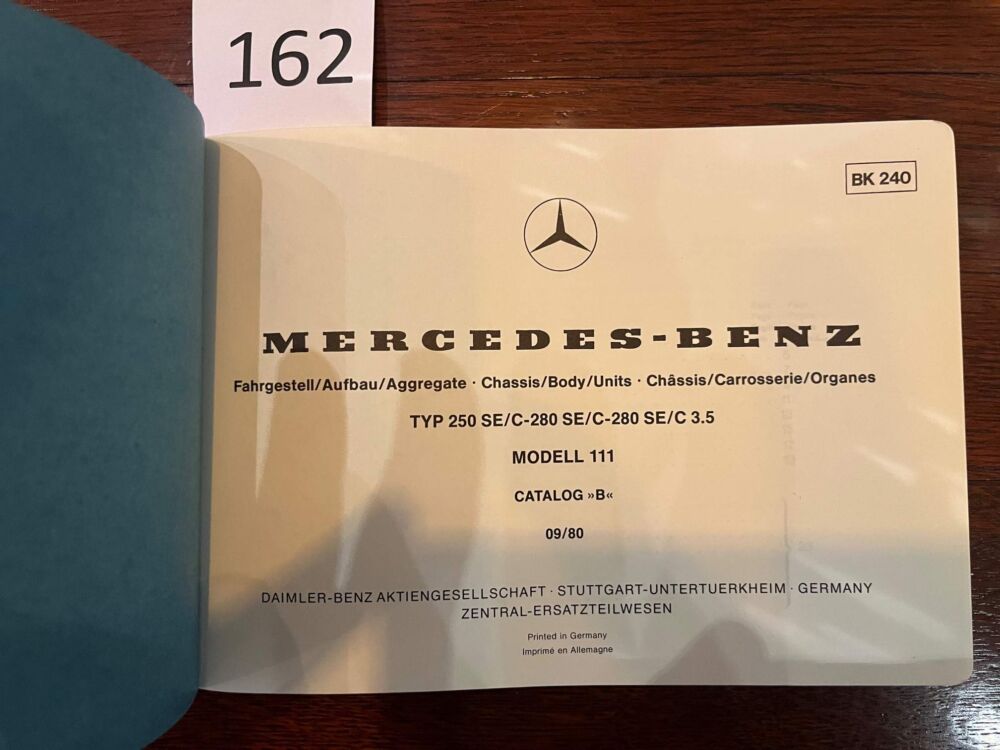 162
BK 240
MERCEDES-BENZ
Fahrgestell/Aufbau/Aggregate · Chassis/Body/Units · Châssis/Carrosserie/Organes
TYP 250 SE/C-280 SE/C-280 SE/C 3.5
MODELL 111
CATALOG »B«
09/80
DAIMLER-BENZ AKTIENGESELLSCHAFT · STUTTGART-UNTERTUERKHEIM · GERMANY
ZENTRAL-ERSATZTEILWESEN
Printed in Germany
Imprimé en Allemagne